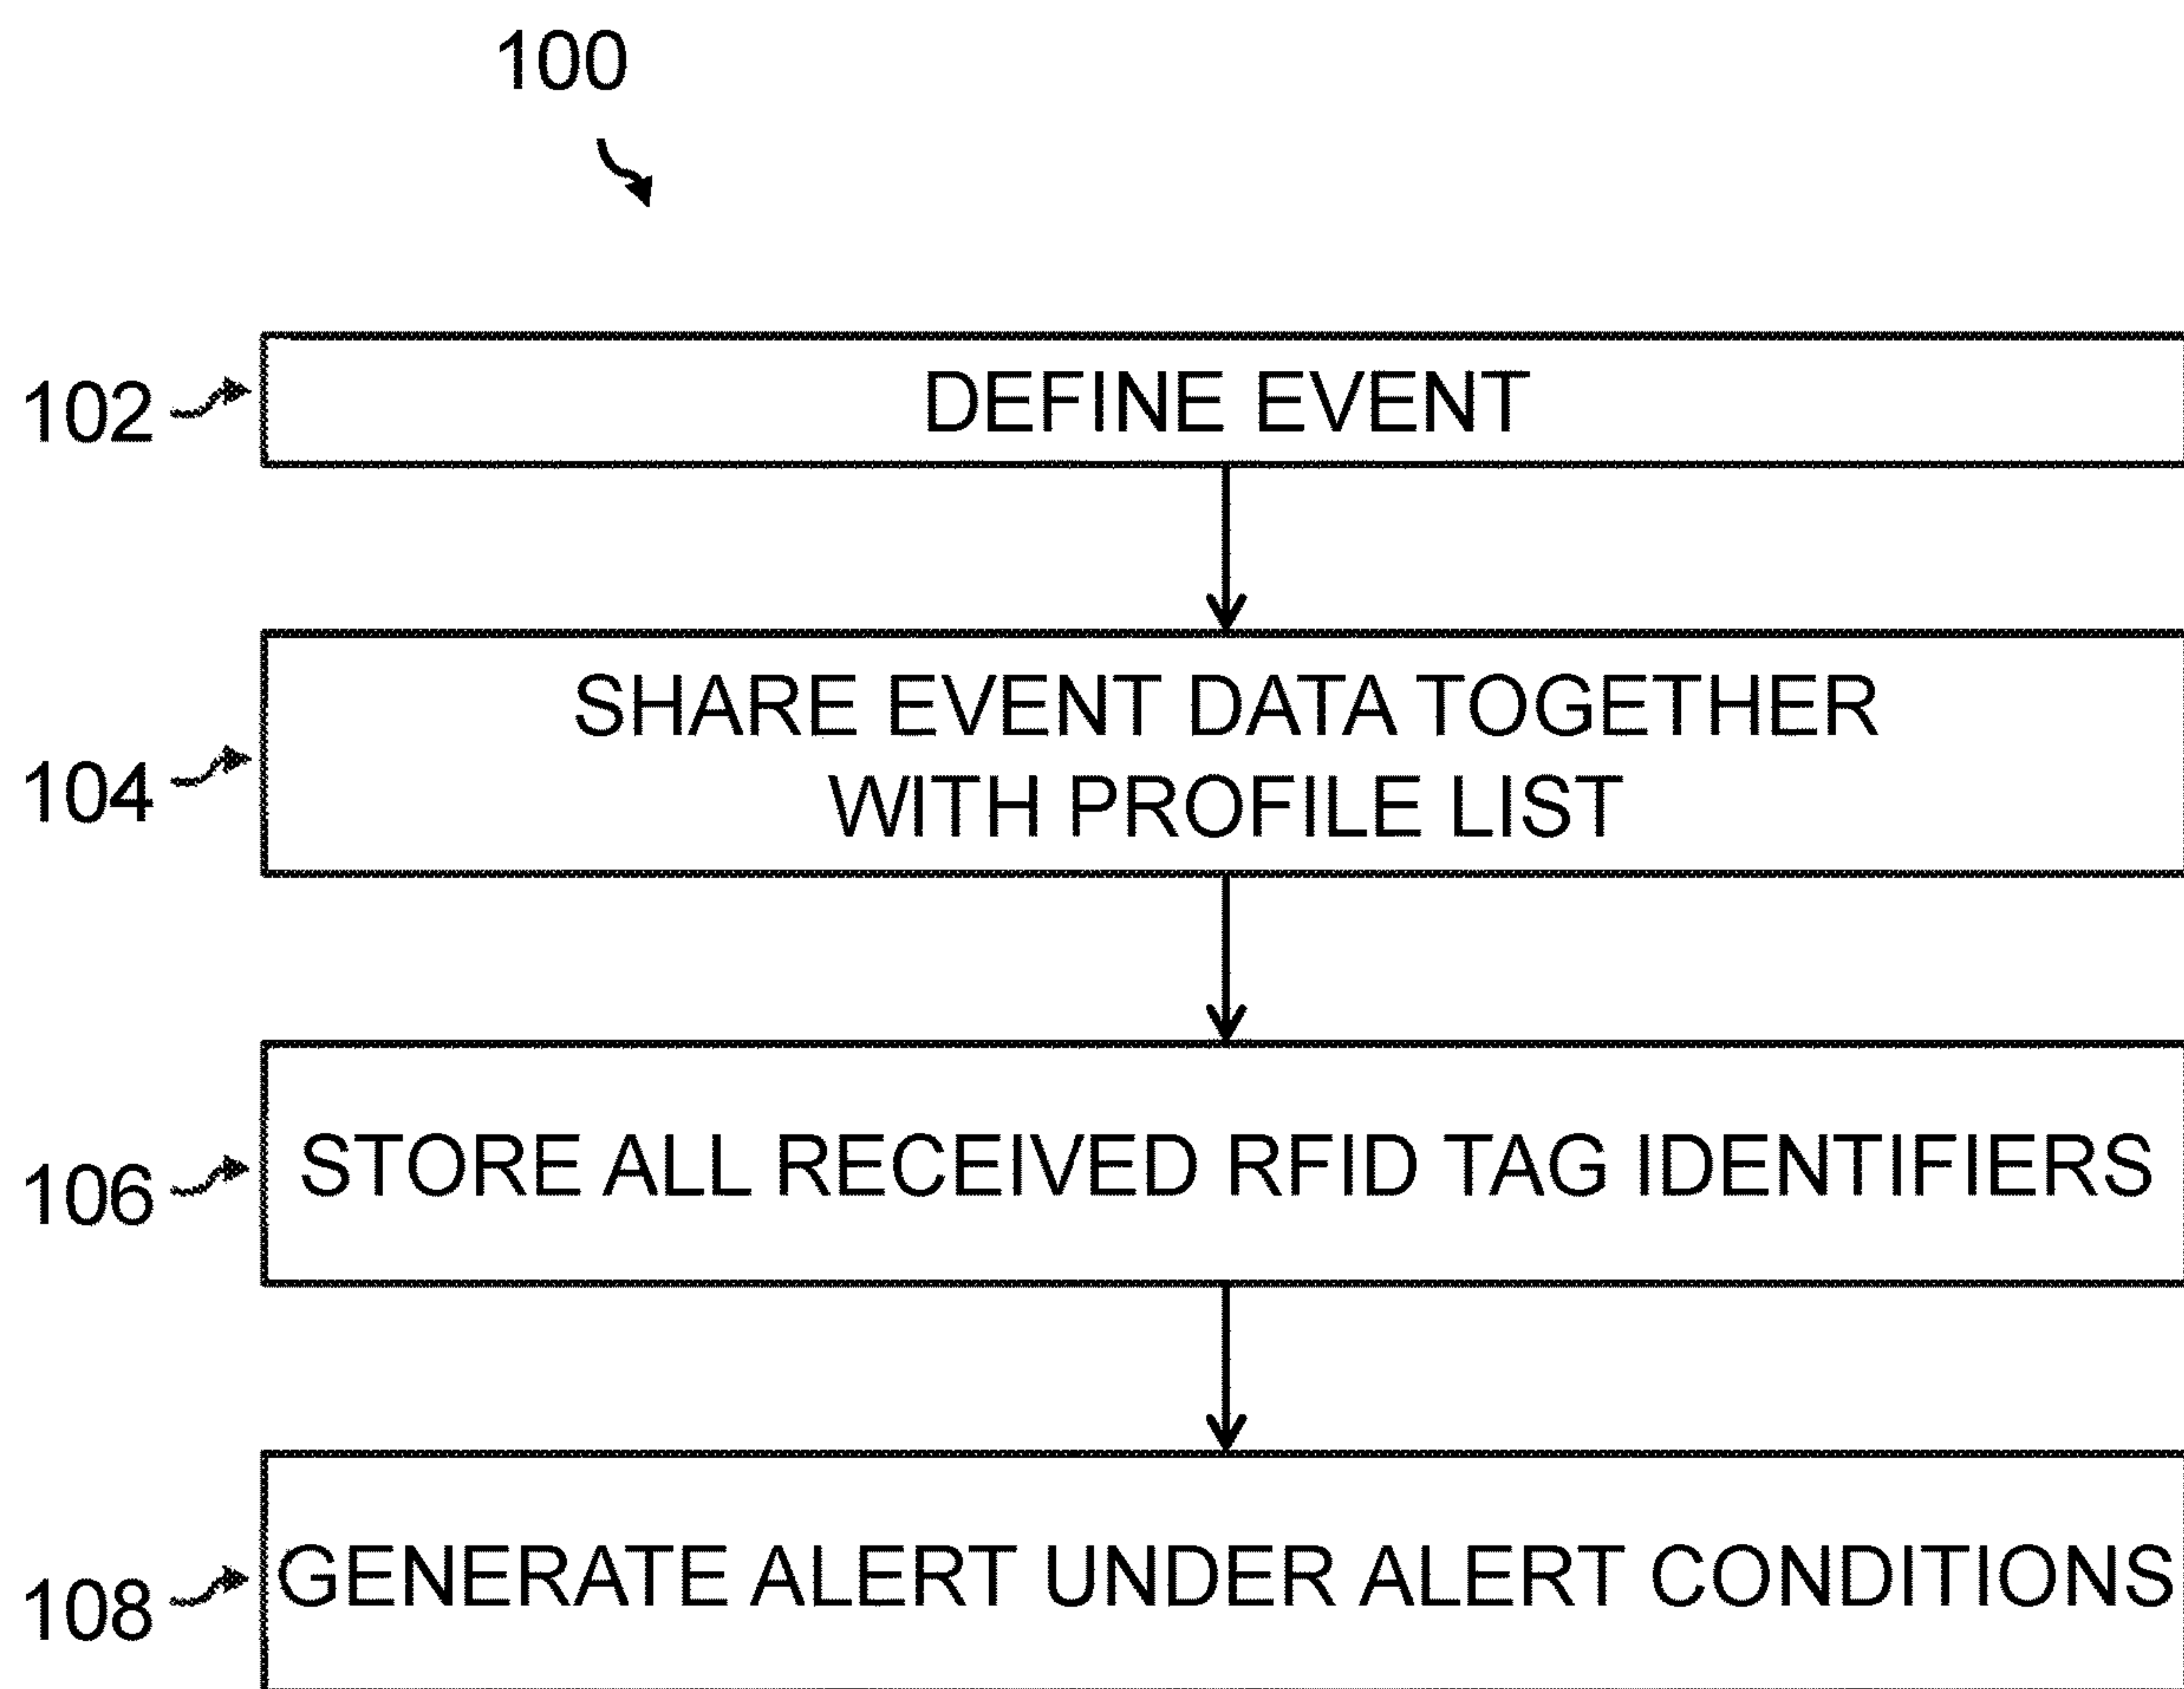 100
102
DEFINE EVENT
104
SHARE EVENT DATA TOGETHER
WITH PROFILE LIST
106
STORE ALL RECEIVED RFID TAG IDENTIFIERS
108
GENERATE ALERT UNDER ALERT CONDITIONS